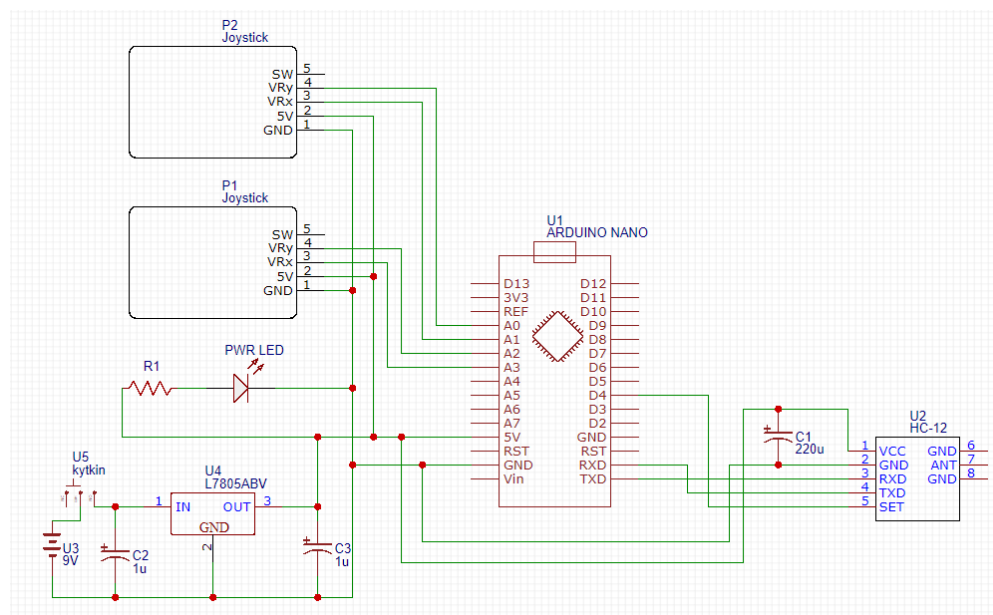 P2
Joystick
SW 5
VRy 4
VRx 3
5V 2
GND 1
P1
Joystick
SW 5
VRy 4
VRx 3
5V 2
GND 1
U1
ARDUINO NANO
D13 D12
3V3 D11
REF D10
A0 D9
A1 D8
A2 D7
A3 D6
A4 D5
A5 D4
A6 D3
A7 D2
5V GND
RST RST
GND RXD
Vin TXD
PWR LED
R1
U5
kytkin
U4
L7805ABV
1 IN OUT 3
GND
2
U3
9V
+
C2
1u
+
C3
1u
+
C1
220u
U2
HC-12
1 VCC GND 6
2 GND ANT 7
3 RXD GND 8
4 TXD
5 SET